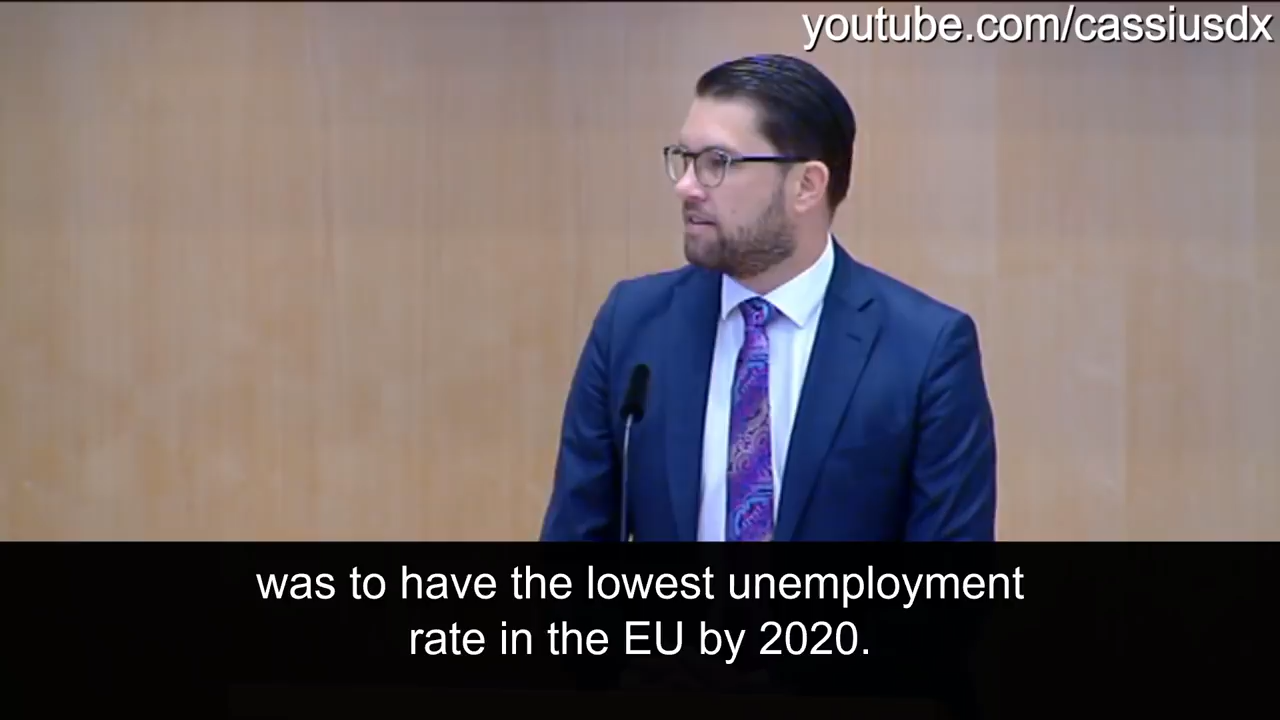 youtube.com/cassiusdx
was to have the lowest unemployment
rate in the EU by 2020.